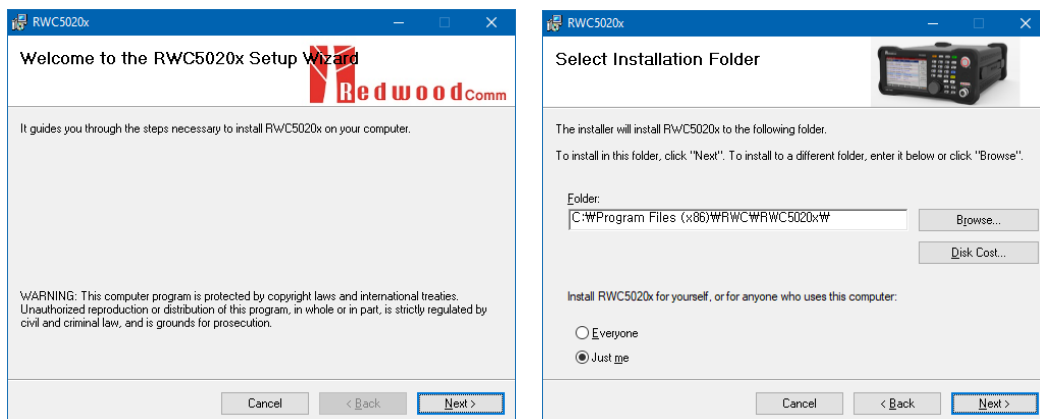 RWC5020x
Welcome to the RWC5020x Setup Wizard
RedwoodComm
It guides you through the steps necessary to install RWC5020x on your computer.
WARNING: This computer program is protected by copyright laws and international treaties.
Unauthorized reproduction or distribution of this program, in whole or in part, is strictly regulated by
civil and criminal law, and is grounds for prosecution.
Cancel
< Back
Next >
RWC5020x
Select Installation Folder
The installer will install RWC5020x to the following folder.
To install in this folder, click "Next". To install to a different folder, enter it below or click "Browse".
Folder:
C:₩Program Files (x86)₩RWC₩RWC5020x₩
Browse...
Disk Cost...
Install RWC5020x for yourself, or for anyone who uses this computer:
Everyone
Just me
Cancel
< Back
Next >